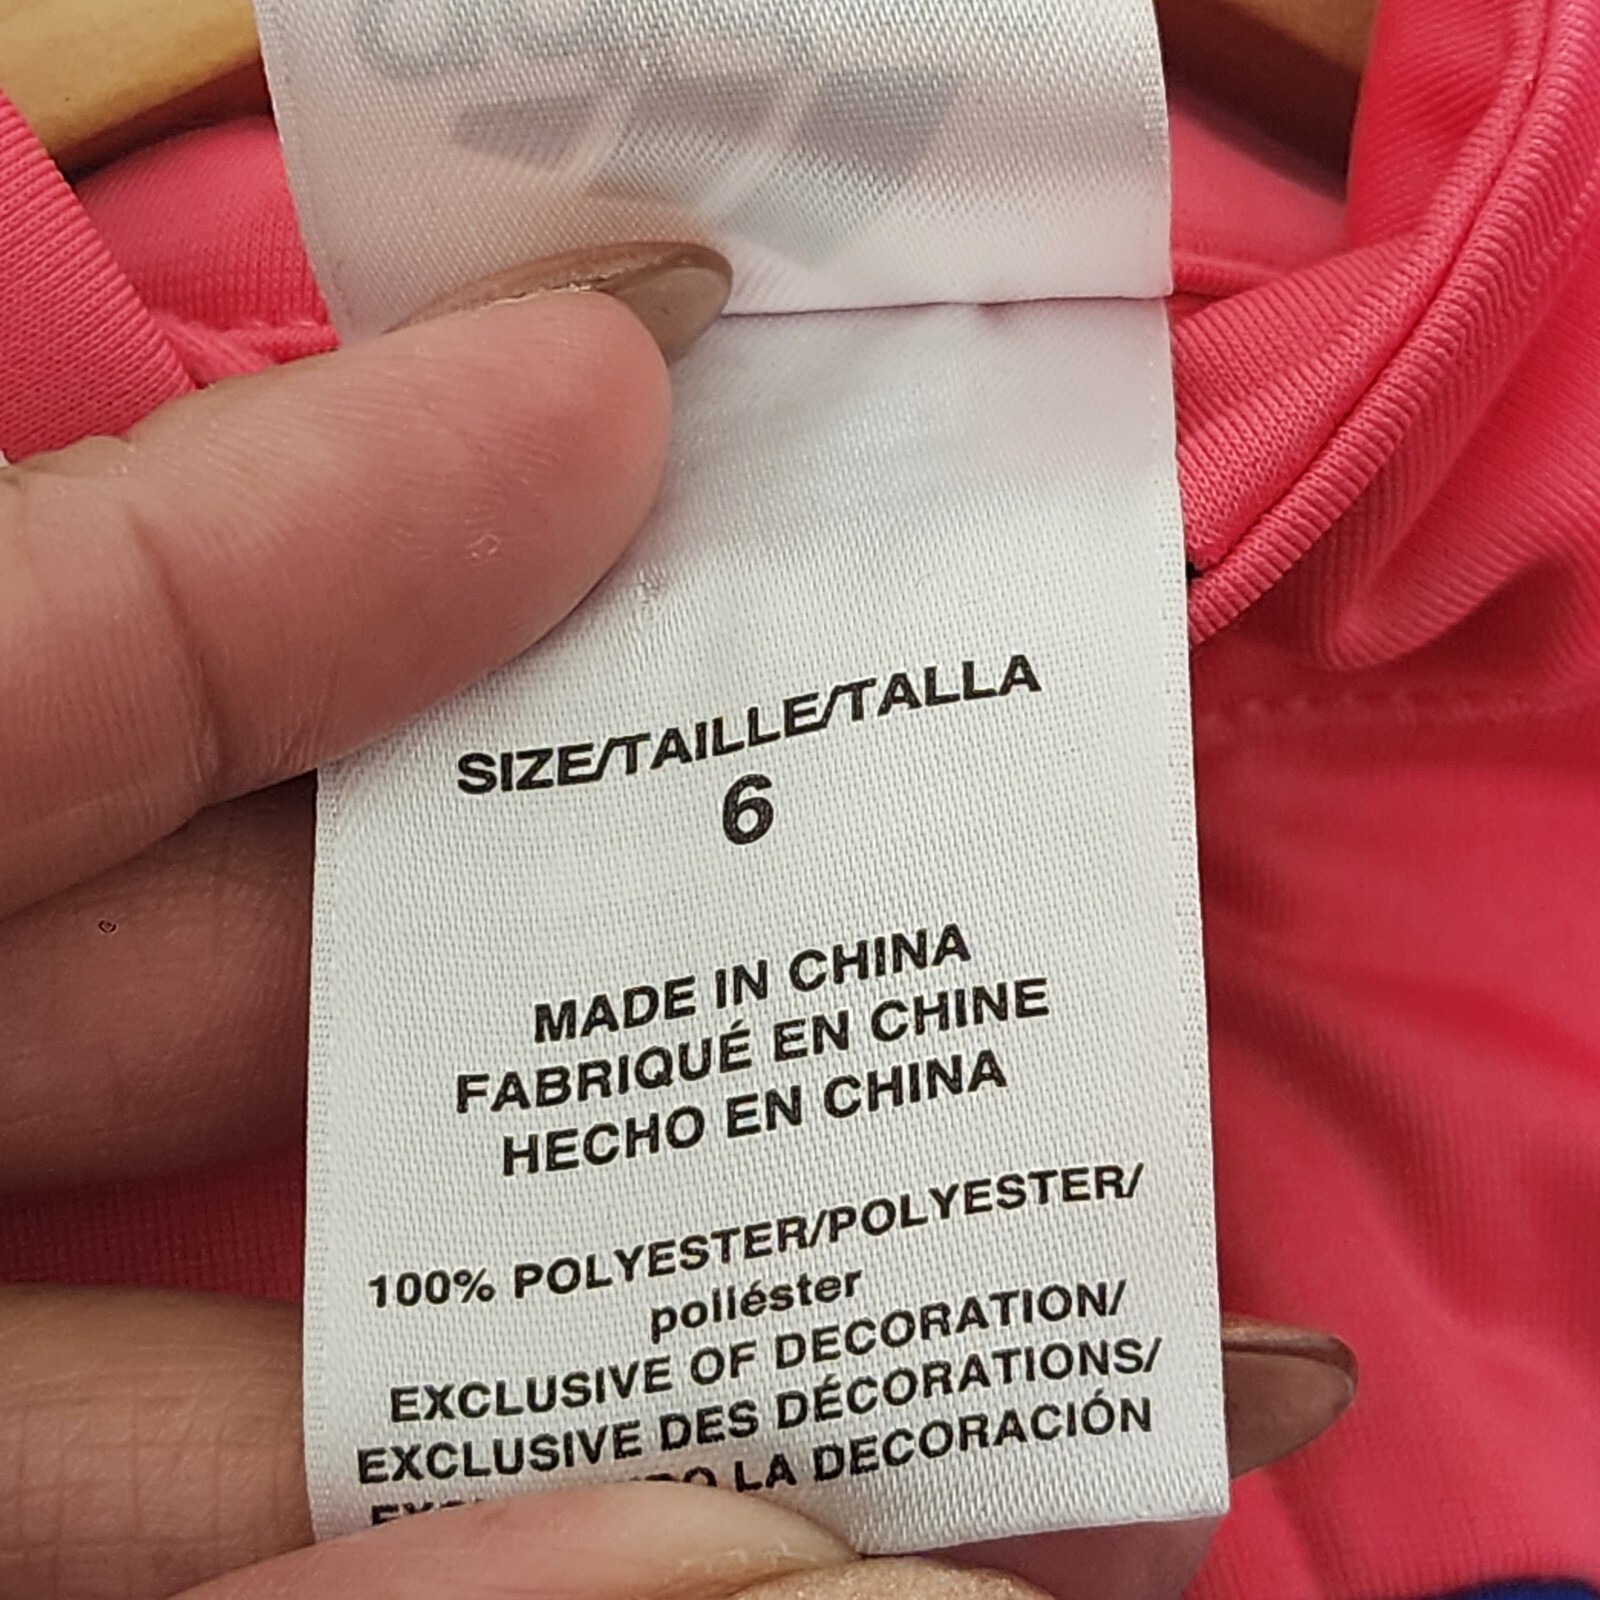 SIZE/TAILLE/TALLA
6
MADE IN CHINA
FABRIQUÉ EN CHINE
HECHO EN CHINA
100% POLYESTER/POLYESTER/
poliéster
EXCLUSIVE OF DECORATION/
EXCLUSIVE DES DÉCORATIONS/
LA DECORACIÓN